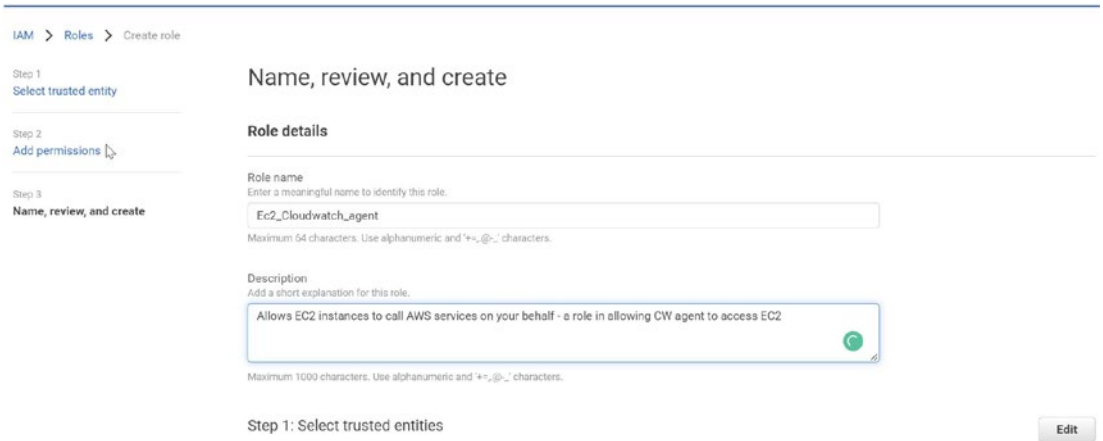 IAM > Roles > Create role
Step 1
Select trusted entity
Step 2
Add permissions
Step 3
Name, review, and create
Name, review, and create
Role details
Role name
Enter a meaningful name to identify this role.
Ec2_Cloudwatch_agent
Maximum 64 characters. Use alphanumeric and '+=,.@-_' characters.
Description
Add a short explanation for this role.
Allows EC2 instances to call AWS services on your behalf - a role in allowing CW agent to access EC2
Maximum 1000 characters. Use alphanumeric and '+=,.@-_' characters.
Step 1: Select trusted entities
Edit